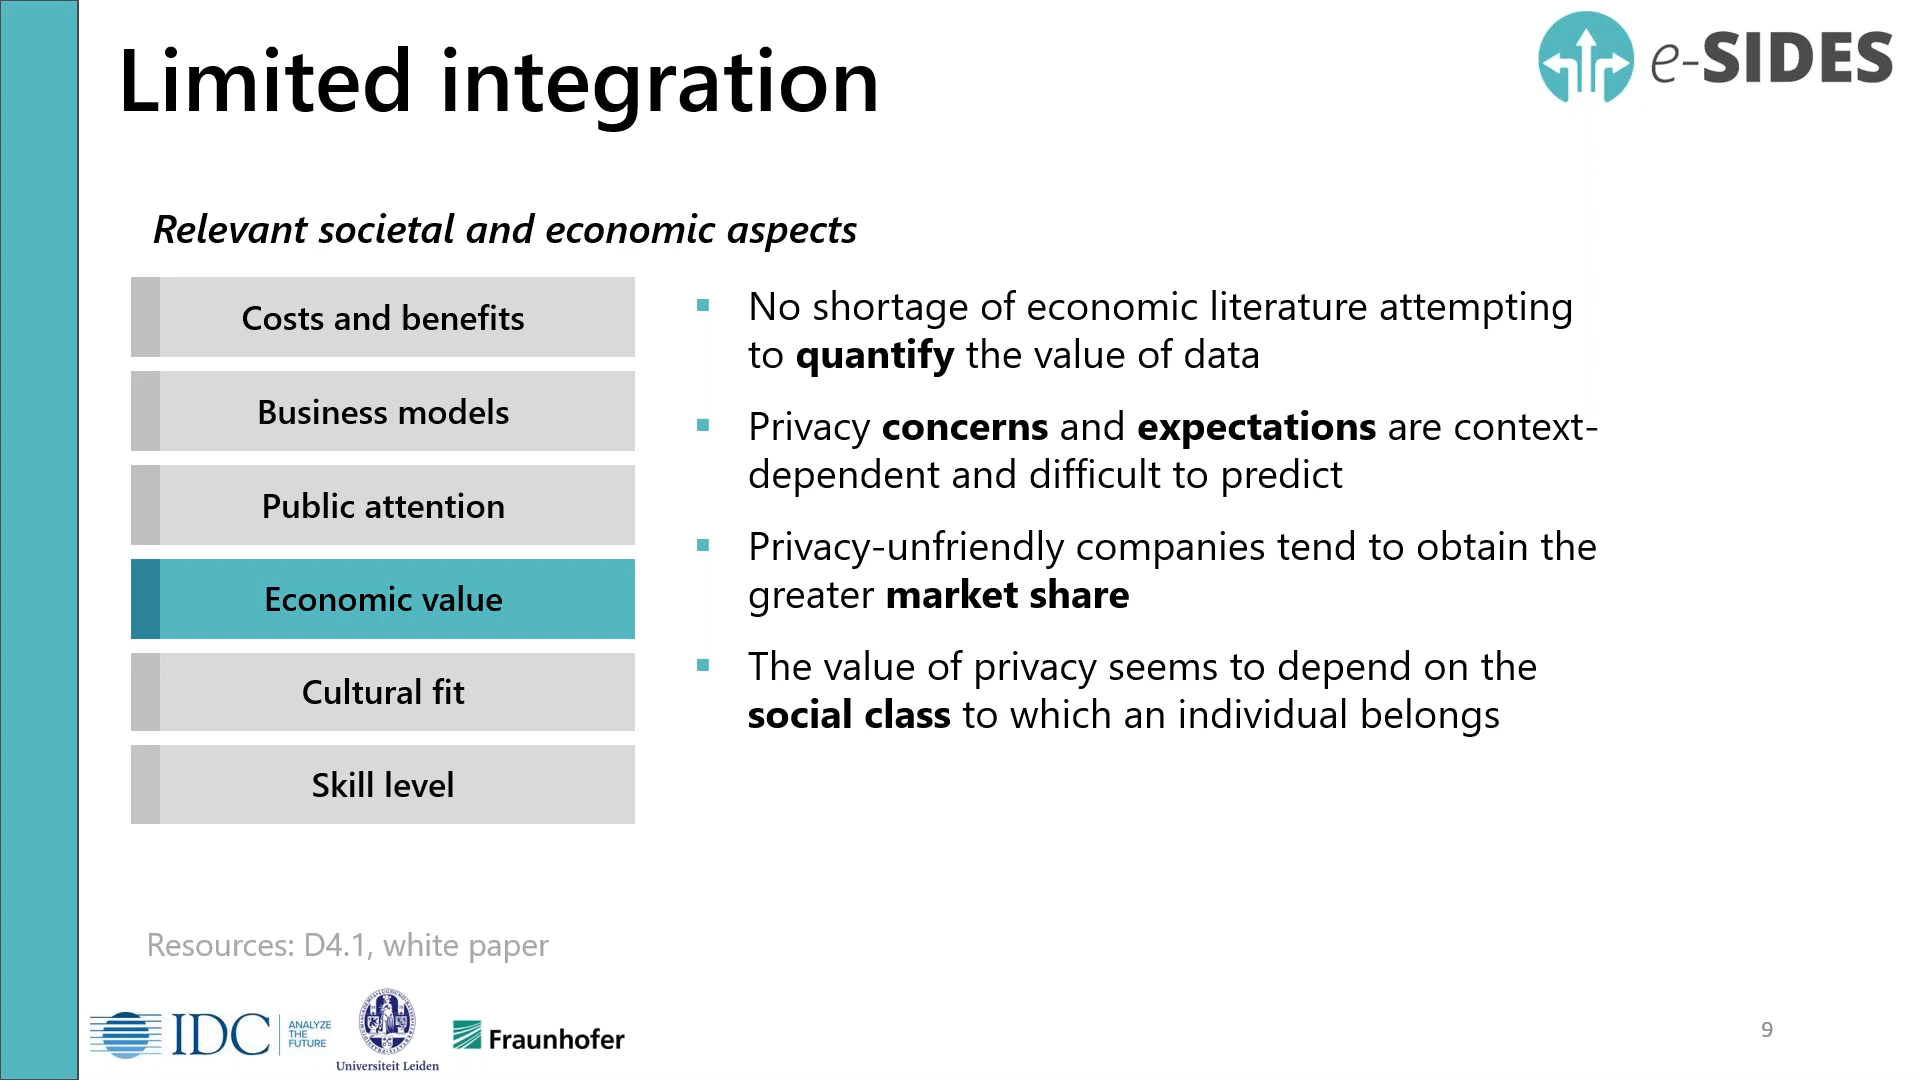 Limited integration
e-SIDES
Relevant societal and economic aspects
Costs and benefits
Business models
Public attention
Economic value
Cultural fit
Skill level
No shortage of economic literature attempting
to quantify the value of data
Privacy concerns and expectations are context-
dependent and difficult to predict
Privacy-unfriendly companies tend to obtain the
greater market share
The value of privacy seems to depend on the
social class to which an individual belongs
Resources: D4.1, white paper
IDC
ANALYZE
THE
FUTURE
Universiteit Leiden
Fraunhofer
9